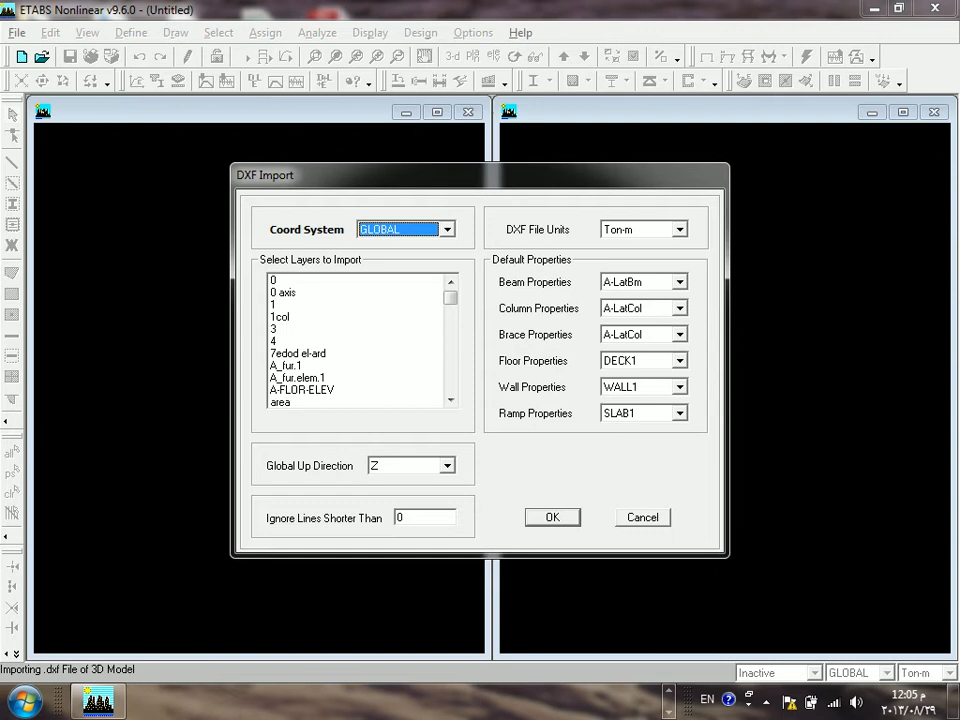 ETABS Nonlinear v9.6.0 - (Untitled)
File Edit View Define Draw Select Assign Analyze Display Design Options Help
3-d
DXF Import
Coord System GLOBAL
DXF File Units Ton-m
Select Layers to Import
0
0 axis
1
1col
3
4
7edod el-ard
A_fur.1
A_fur.elem.1
A-FLOR-ELEV
area
Default Properties
Beam Properties A-LatBm
Column Properties A-LatCol
Brace Properties A-LatCol
Floor Properties DECK1
Wall Properties WALL1
Ramp Properties SLAB1
Global Up Direction Z
Ignore Lines Shorter Than 0
OK Cancel
all
ps
clr
Importing .dxf File of 3D Model
Inactive GLOBAL Ton-m
EN
12:05 م
٢٠١٣/٠٨/٢٩